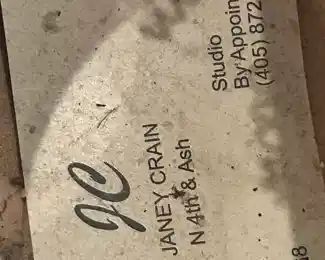 JC
JANEY CRAIN
N 4th & Ash
Studio
By Appoin
(405) 872